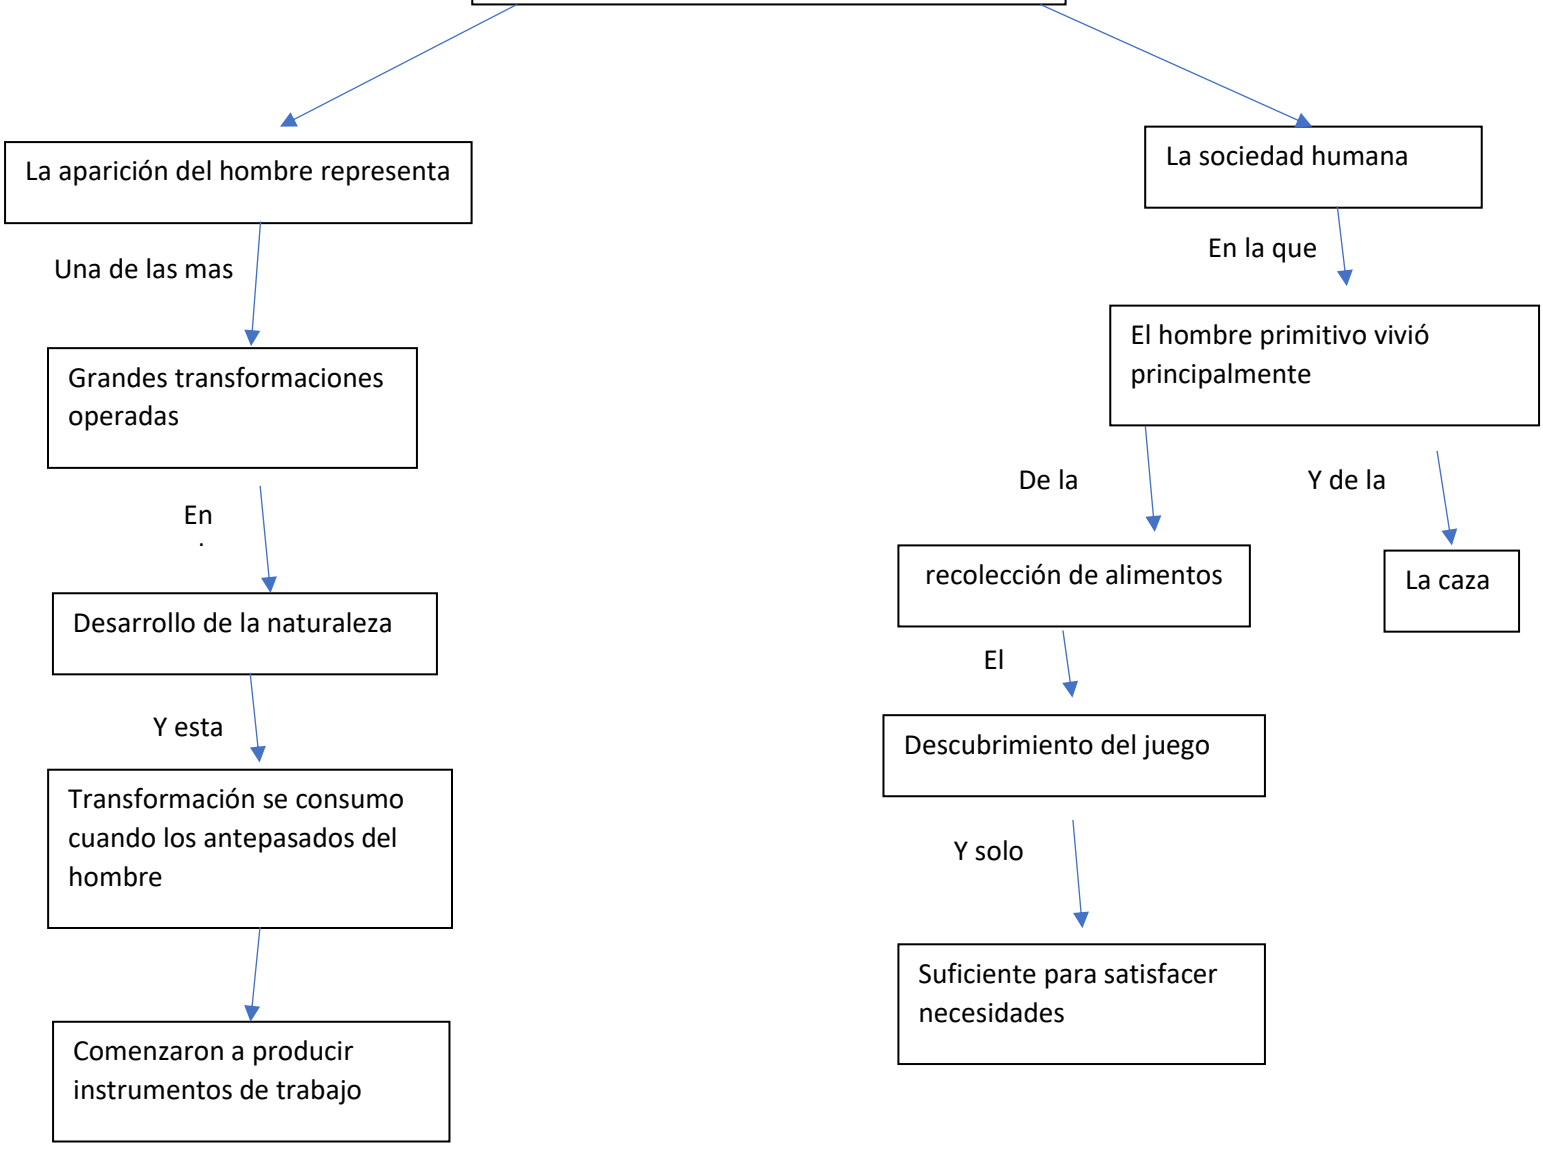 La aparición del hombre representa
La sociedad humana
Una de las mas
En la que
Grandes transformaciones
operadas
El hombre primitivo vivió
principalmente
En
.
De la
Y de la
Desarrollo de la naturaleza
recolección de alimentos
La caza
Y esta
El
Transformación se consumo
cuando los antepasados del
hombre
Descubrimiento del juego
Y solo
Comenzaron a producir
instrumentos de trabajo
Suficiente para satisfacer
necesidades